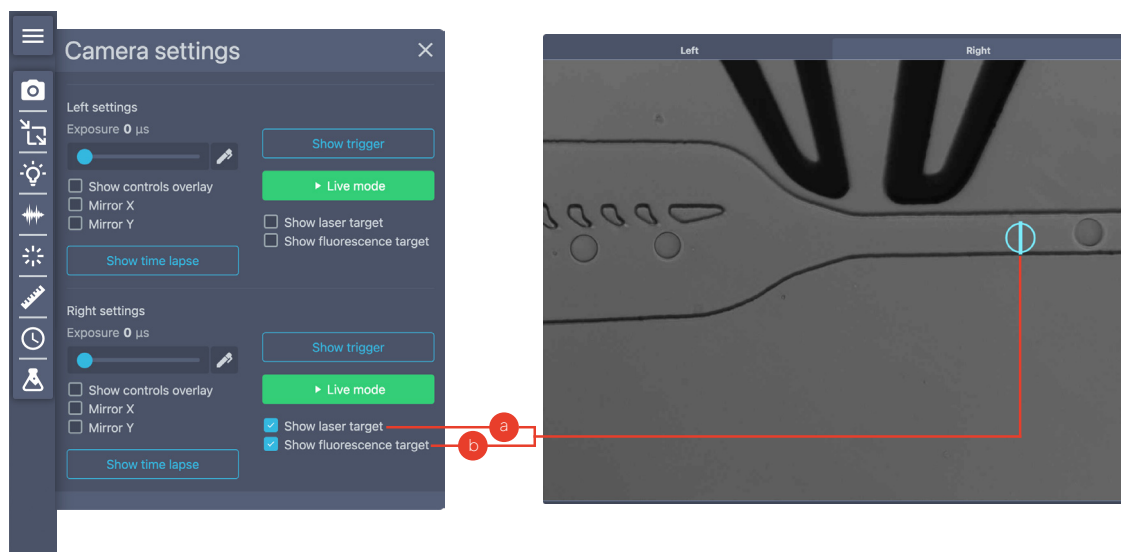 Camera settings
Left settings
Exposure 0 µs
Show trigger
Live mode
Show controls overlay
Mirror X
Mirror Y
Show laser target
Show fluorescence target
Show time lapse
Right settings
Exposure 0 µs
Show trigger
Live mode
Show controls overlay
Mirror X
Mirror Y
Show laser target
Show fluorescence target
Show time lapse
a
b
Left
Right